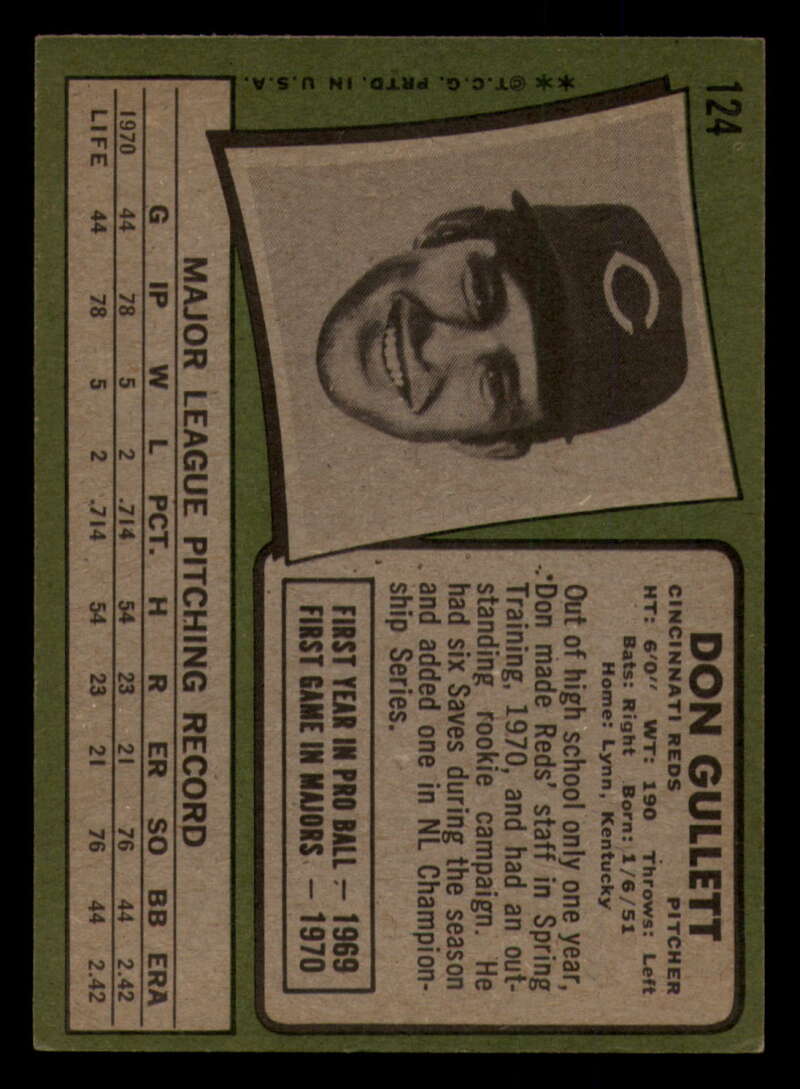 124
C
**©T.C.G. PRTD. IN U.S.A.
DON GULLETT
CINCINNATI REDS PITCHER
HT: 6'0" WT: 190 Throws: Left
Bats: Right Born: 1/6/51
Home: Lynn, Kentucky
Out of high school only one year,
Don made Reds' staff in Spring
Training, 1970, and had an out-
standing rookie campaign. He
had six Saves during the season
and added one in NL Champion-
ship Series.
FIRST YEAR IN PRO BALL — 1969
FIRST GAME IN MAJORS — 1970
MAJOR LEAGUE PITCHING RECORD
G IP W L PCT. H R ER SO BB ERA
1970 44 78 5 2 .714 54 23 21 76 44 2.42
LIFE 44 78 5 2 .714 54 23 21 76 44 2.42